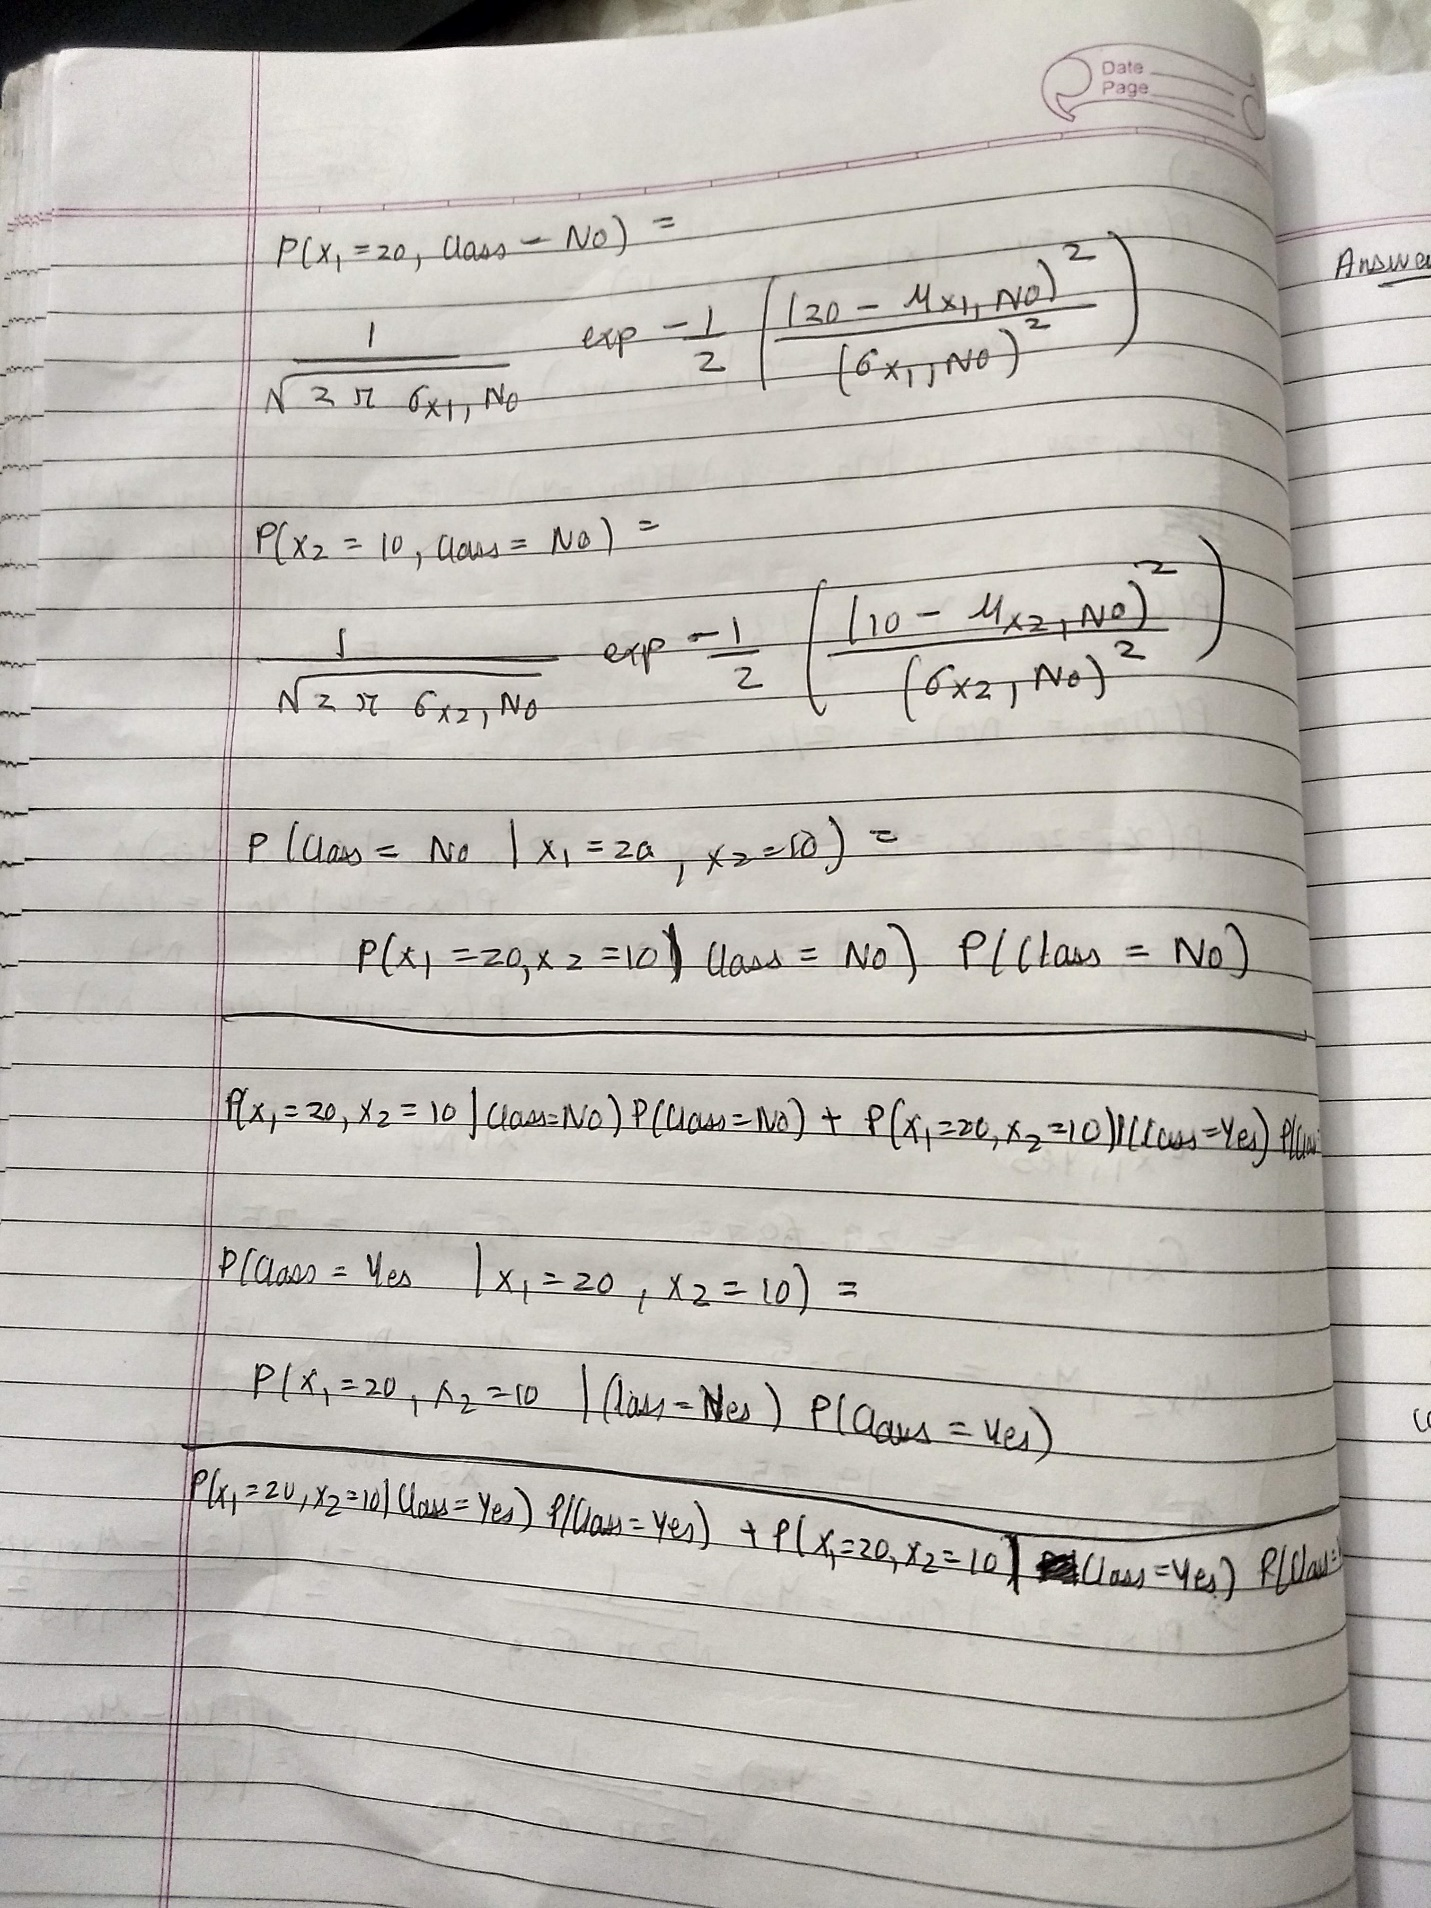 Date
Page
P(x₁ = 20, Class – No) =
1 / √2π σx1, No exp -1/2 ( (20 - μx1, No)² / (σx1, No)² )
Answe
P(x2 = 10, Class = No) =
1 / √2π σx2, No exp -1/2 ( (10 - μx2, No)² / (σx2, No)² )
P(Class = No | x₁ = 20, x2 = 10) =
P(x₁ = 20, x2 = 10 | Class = No) P(Class = No)
P(x₁ = 20, x2 = 10 | Class = No) P(Class = No) + P(x₁ = 20, x2 = 10) | (Class = Yes) P(Clas
P(Class = Yes | x₁ = 20, x2 = 10) =
P(x₁ = 20, x2 = 10 | Class = Yes) P(Class = Yes)
P(x₁ = 20, x2 = 10 | Class = Yes) P(Class = Yes) + P(x₁ = 20, x2 = 10 | Class = Yes) P(Class =